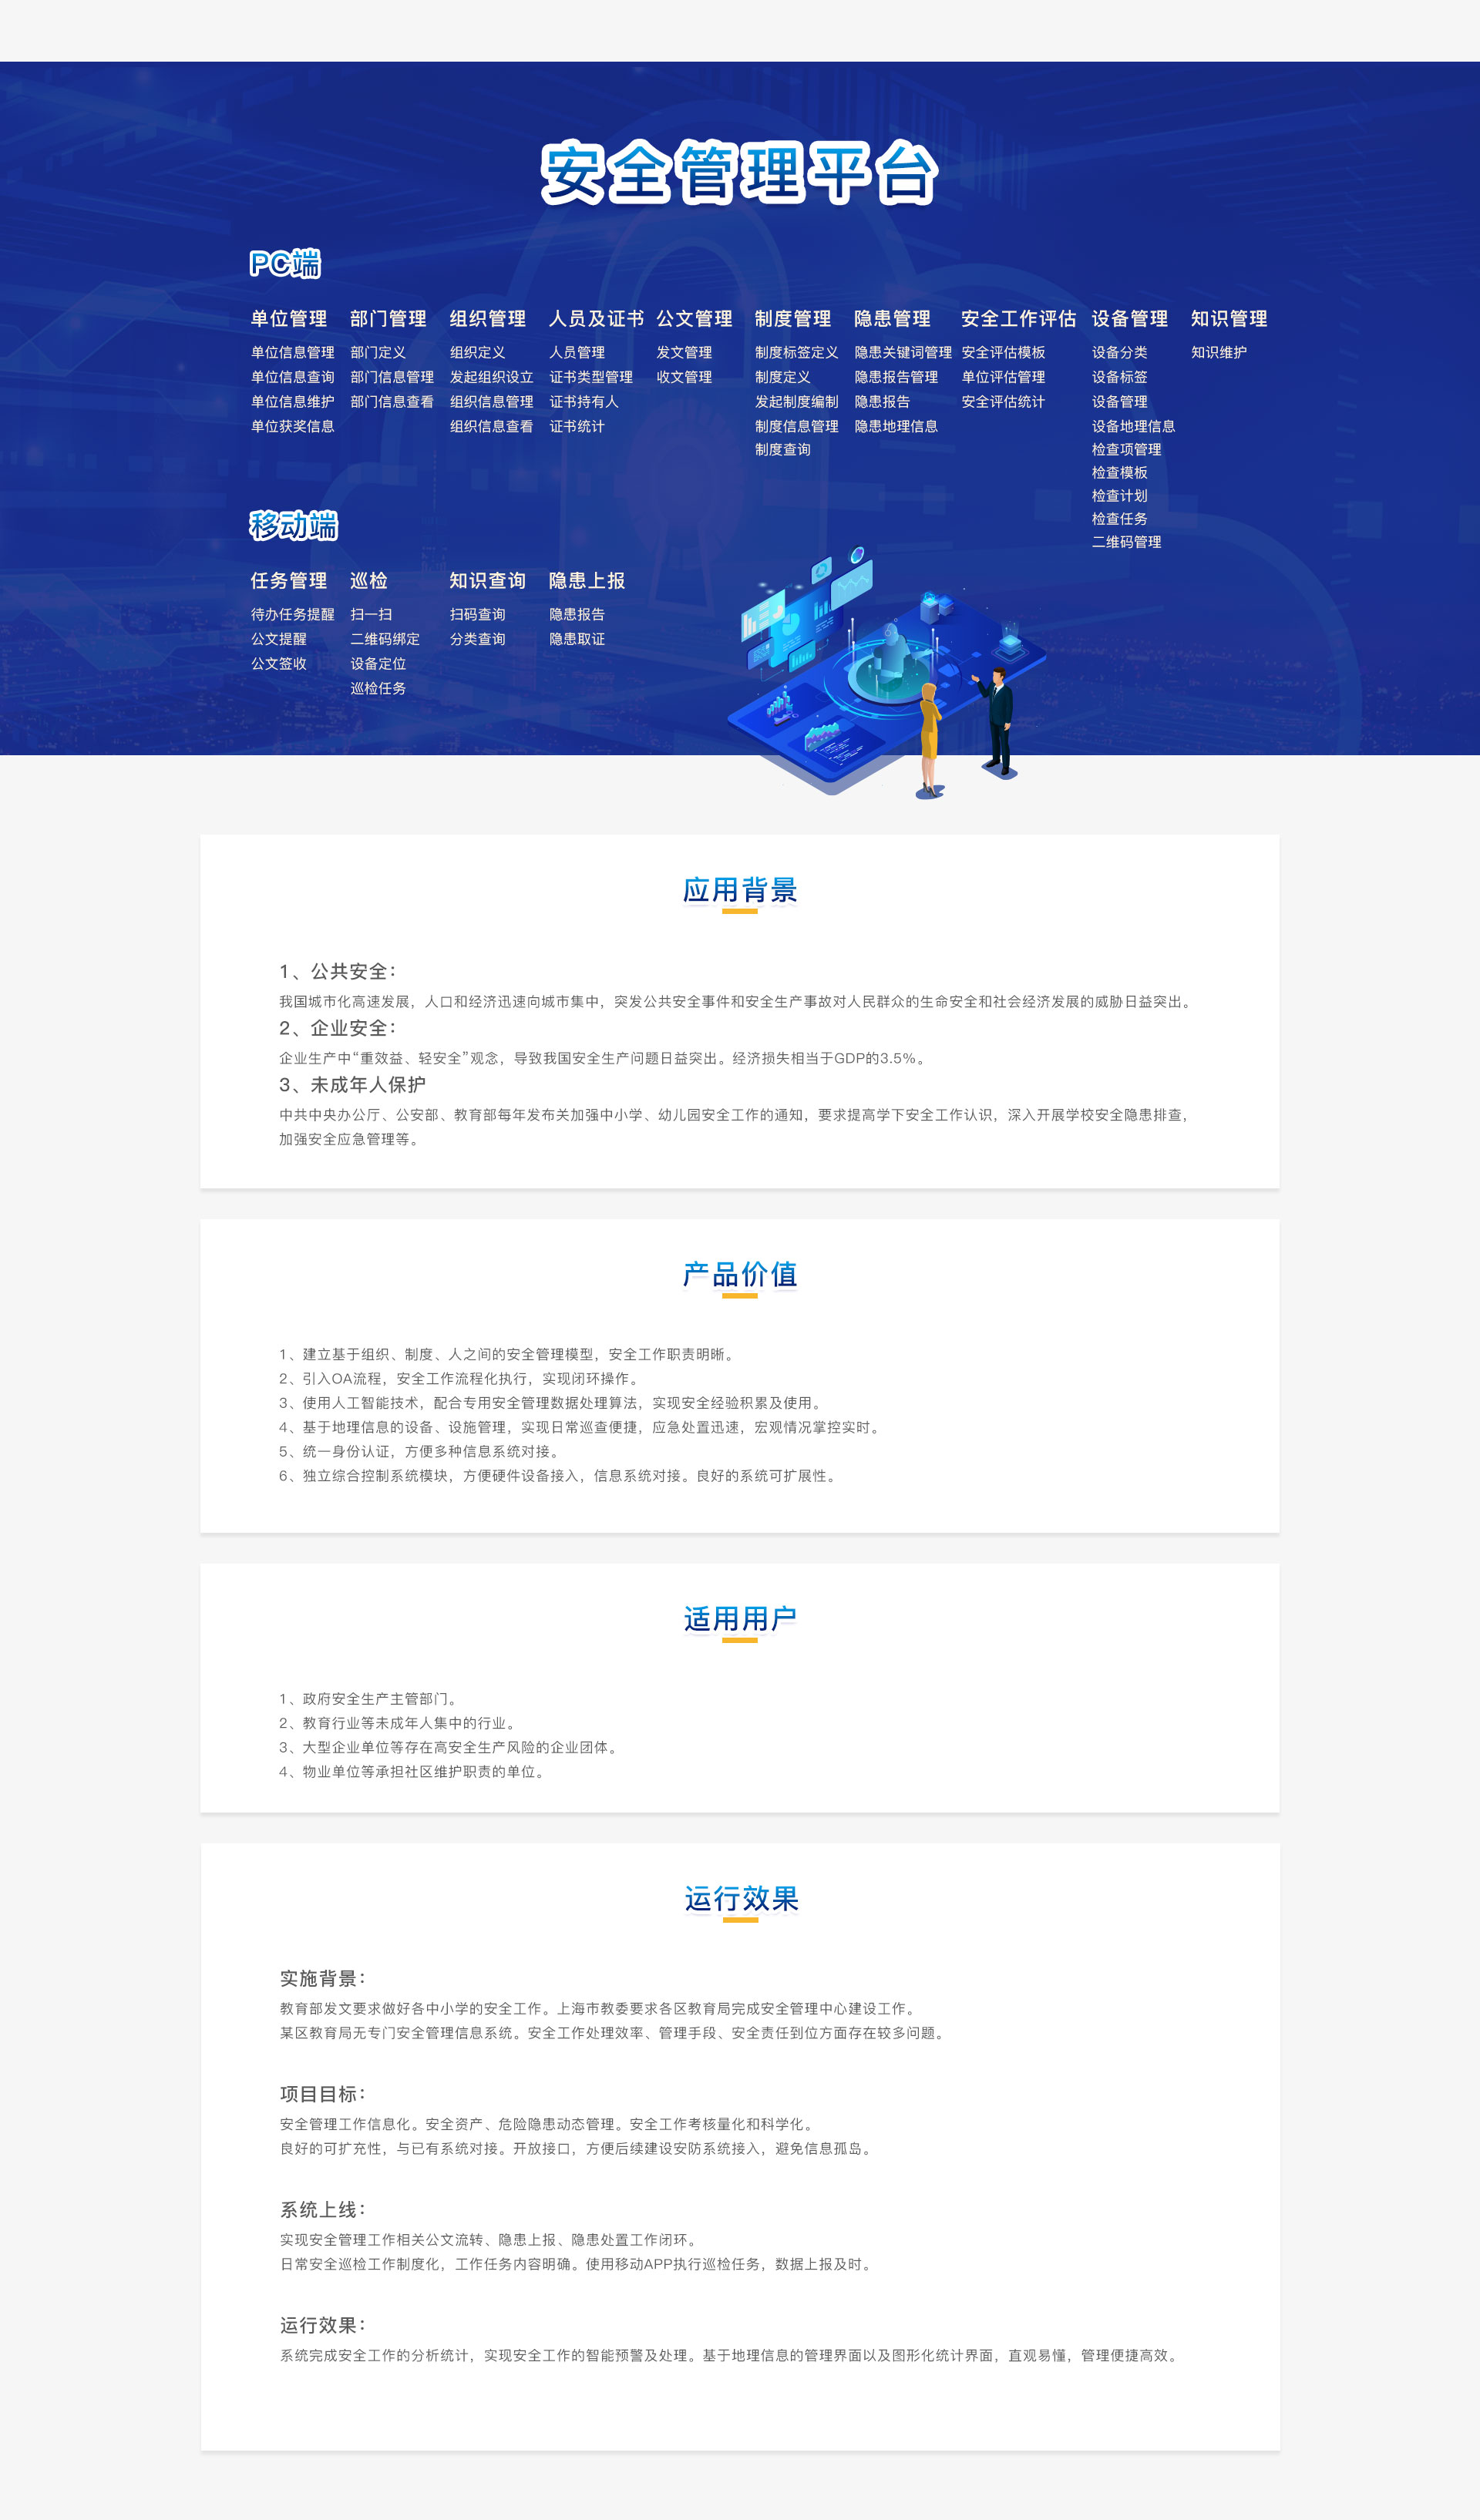 安全管理平台
PC端
单位管理 部门管理 组织管理 人员及证书 公文管理 制度管理 隐患管理 安全工作评估 设备管理 知识管理
单位信息管理 部门定义 组织定义 人员管理 发文管理 制度标签定义 隐患关键词管理 安全评估模板 设备分类 知识维护
单位信息查询 部门信息管理 发起组织设立 证书类型管理 收文管理 制度定义 隐患报告管理 单位评估管理 设备标签
单位信息维护 部门信息查看 组织信息管理 证书持有人 发起制度编制 隐患报告 安全评估统计 设备管理
单位获奖信息 组织信息查看 证书统计 制度信息管理 隐患地理信息 设备地理信息
制度查询 检查项管理
检查模板
检查计划
检查任务
二维码管理
移动端
任务管理 巡检 知识查询 隐患上报
待办任务提醒 扫一扫 扫码查询 隐患报告
公文提醒 二维码绑定 分类查询 隐患取证
公文签收 设备定位
巡检任务
应用背景
1、公共安全：
我国城市化高速发展，人口和经济迅速向城市集中，突发公共安全事件和安全生产事故对人民群众的生命安全和社会经济发展的威胁日益突出。
2、企业安全：
企业生产中“重效益、轻安全”观念，导致我国安全生产问题日益突出。经济损失相当于GDP的3.5%。
3、未成年人保护
中共中央办公厅、公安部、教育部每年发布关加强中小学、幼儿园安全工作的通知，要求提高学下安全工作认识，深入开展学校安全隐患排查，
加强安全应急管理等。
产品价值
1、建立基于组织、制度、人之间的安全管理模型，安全工作职责明晰。
2、引入OA流程，安全工作流程化执行，实现闭环操作。
3、使用人工智能技术，配合专用安全管理数据处理算法，实现安全经验积累及使用。
4、基于地理信息的设备、设施管理，实现日常巡查便捷，应急处置迅速，宏观情况掌控实时。
5、统一身份认证，方便多种信息系统对接。
6、独立综合控制系统模块，方便硬件设备接入，信息系统对接。良好的系统可扩展性。
适用用户
1、政府安全生产主管部门。
2、教育行业等未成年人集中的行业。
3、大型企业单位等存在高安全生产风险的企业团体。
4、物业单位等承担社区维护职责的单位。
运行效果
实施背景：
教育部发文要求做好各中小学的安全工作。上海市教委要求各区教育局完成安全管理中心建设工作。
某区教育局无专门安全管理信息系统。安全工作处理效率、管理手段、安全责任到位方面存在较多问题。
项目目标：
安全管理工作信息化。安全资产、危险隐患动态管理。安全工作考核量化和科学化。
良好的可扩充性，与已有系统对接。开放接口，方便后续建设安防系统接入，避免信息孤岛。
系统上线：
实现安全管理工作相关公文流转、隐患上报、隐患处置工作闭环。
日常安全巡检工作制度化，工作任务内容明确。使用移动APP执行巡检任务，数据上报及时。
运行效果：
系统完成安全工作的分析统计，实现安全工作的智能预警及处理。基于地理信息的管理界面以及图形化统计界面，直观易懂，管理便捷高效。